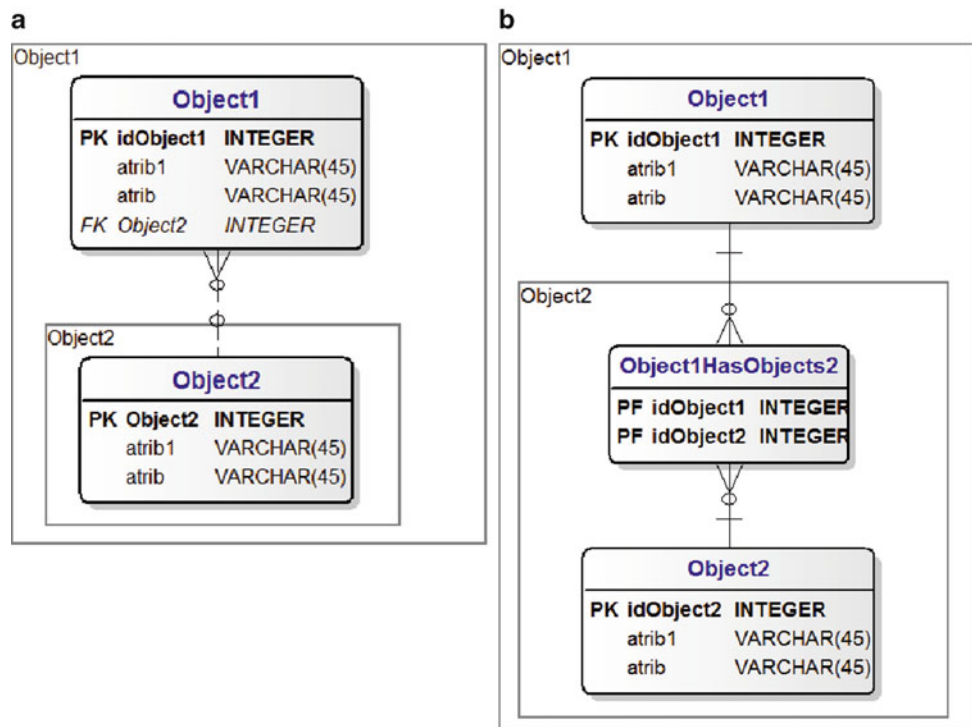 a
Object1
Object1
PK idObject1 INTEGER
atrib1 VARCHAR(45)
atrib VARCHAR(45)
FK Object2 INTEGER
Object2
Object2
PK Object2 INTEGER
atrib1 VARCHAR(45)
atrib VARCHAR(45)
b
Object1
Object1
PK idObject1 INTEGER
atrib1 VARCHAR(45)
atrib VARCHAR(45)
Object2
Object1HasObjects2
PF idObject1 INTEGER
PF idObject2 INTEGER
Object2
PK idObject2 INTEGER
atrib1 VARCHAR(45)
atrib VARCHAR(45)